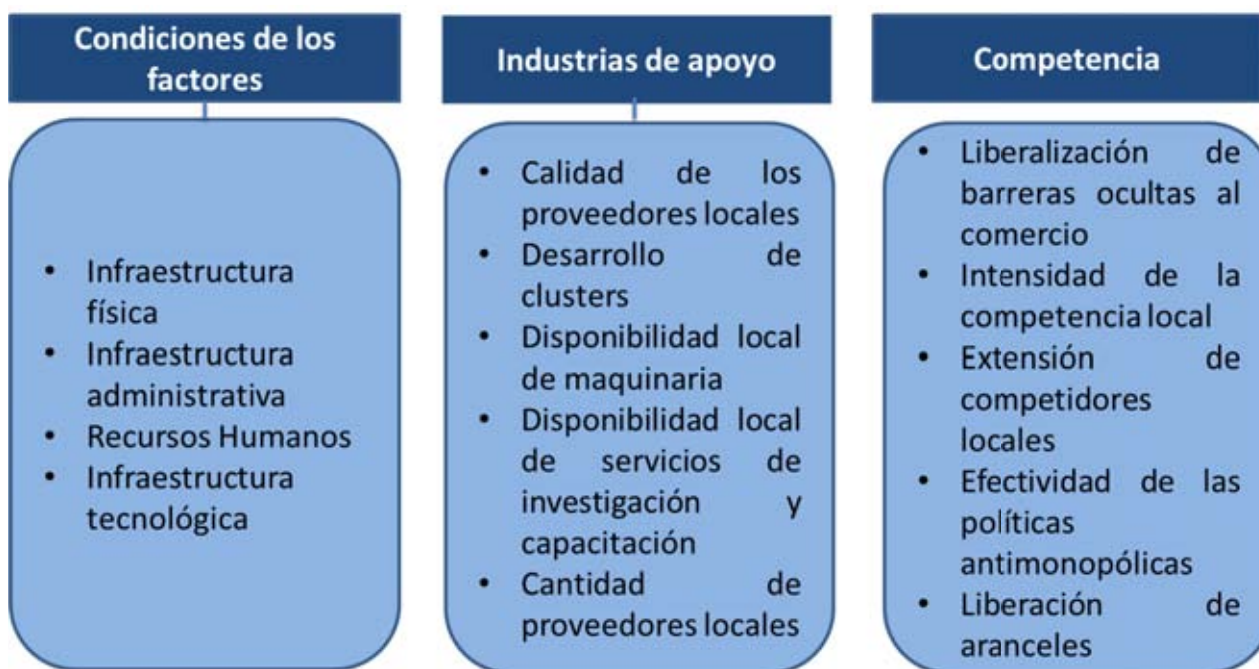 Condiciones de los
factores
• Infraestructura
física
• Infraestructura
administrativa
• Recursos Humanos
• Infraestructura
tecnológica
Industrias de apoyo
• Calidad de los
proveedores locales
• Desarrollo de
clusters
• Disponibilidad local
de maquinaria
• Disponibilidad local
de servicios de
investigación y
capacitación
• Cantidad de
proveedores locales
Competencia
• Liberalización de
barreras ocultas al
comercio
• Intensidad de la
competencia local
• Extensión de
competidores
locales
• Efectividad de las
políticas
antimonopólicas
• Liberación de
aranceles